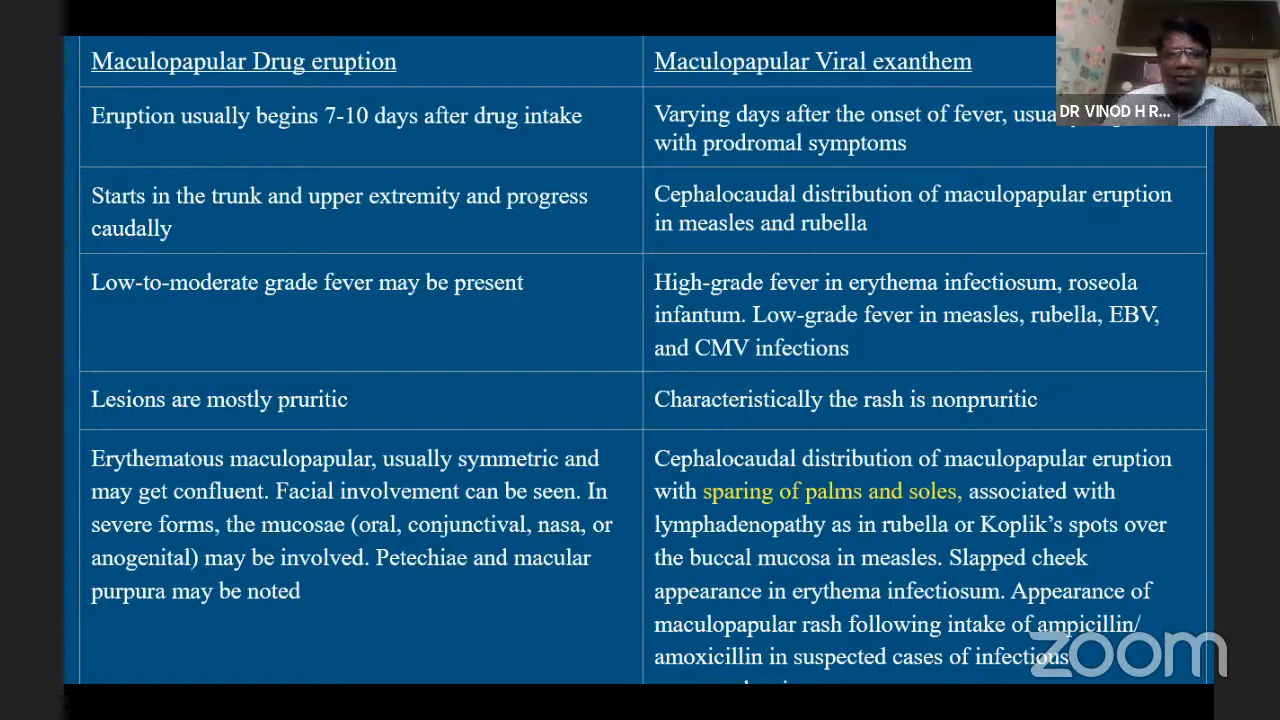 Maculopapular Drug eruption
Maculopapular Viral exanthem
DR VINOD H R...
Eruption usually begins 7-10 days after drug intake
Varying days after the onset of fever,
with prodromal symptoms
Starts in the trunk and upper extremity and progress
caudally
Cephalocaudal distribution of maculopapular eruption
in measles and rubella
Low-to-moderate grade fever may be present
High-grade fever in erythema infectiosum, roseola
infantum. Low-grade fever in measles, rubella, EBV,
and CMV infections
Lesions are mostly pruritic
Characteristically the rash is nonpruritic
Erythematous maculopapular, usually symmetric and
may get confluent. Facial involvement can be seen. In
severe forms, the mucosae (oral, conjunctival, nasa, or
anogenital) may be involved. Petechiae and macular
purpura may be noted
Cephalocaudal distribution of maculopapular eruption
with sparing of palms and soles, associated with
lymphadenopathy as in rubella or Koplik’s spots over
the buccal mucosa in measles. Slapped cheek
appearance in erythema infectiosum. Appearance of
maculopapular rash following intake of ampicillin/
amoxicillin in suspected cases of infectious
zoom